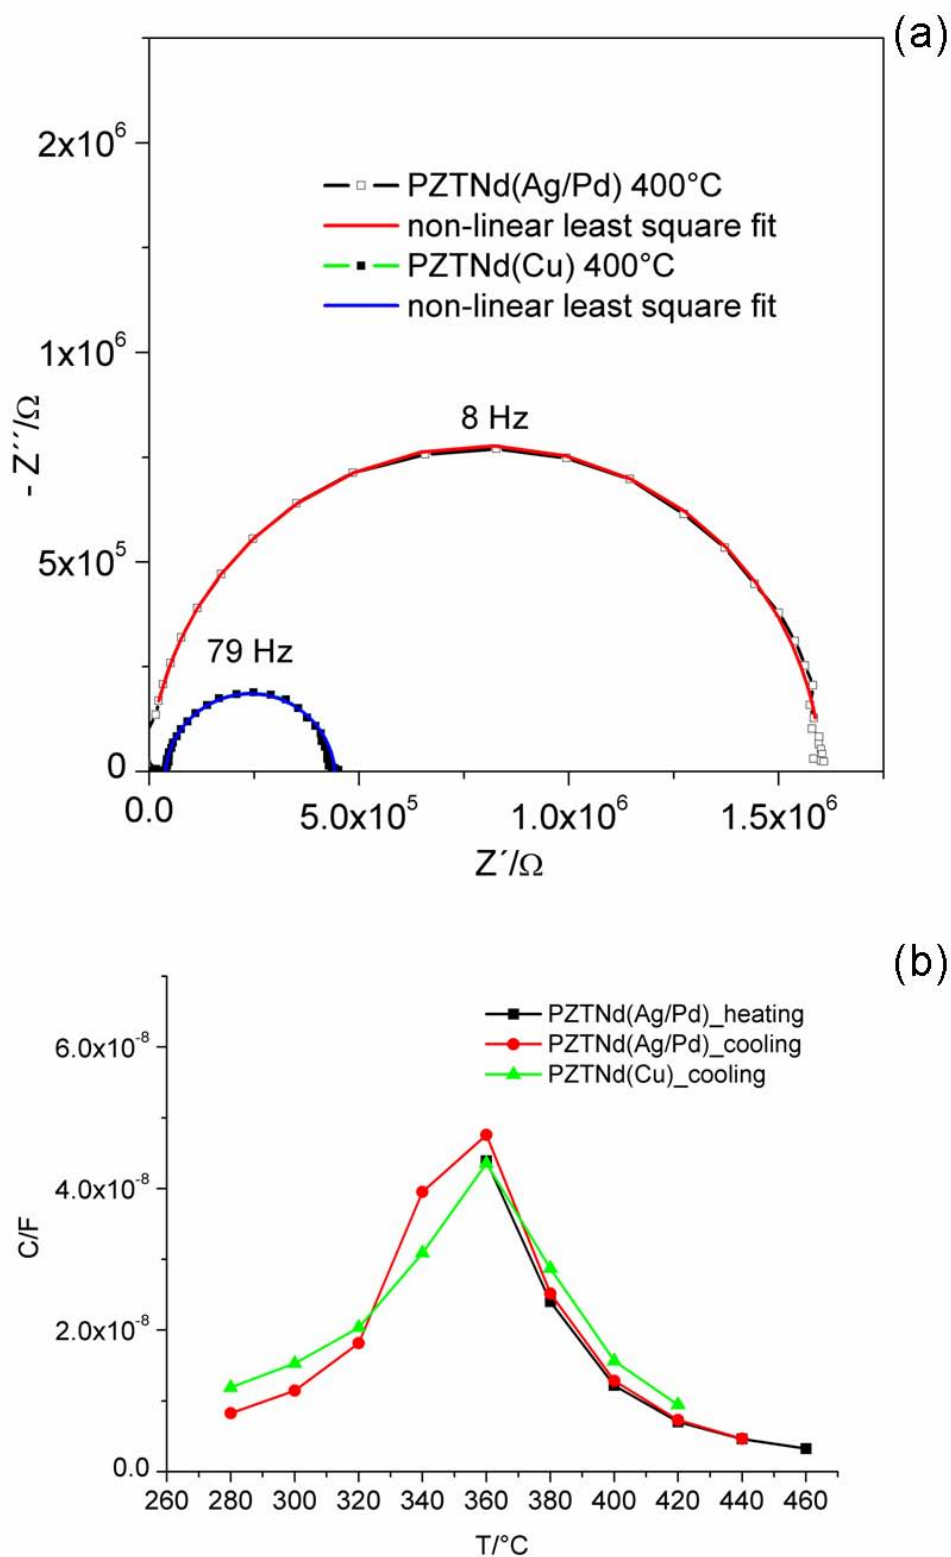 (a)
2x10⁶
PZTNd(Ag/Pd) 400°C
non-linear least square fit
PZTNd(Cu) 400°C
non-linear least square fit
1x10⁶
- Z´´/Ω
8 Hz
5x10⁵
79 Hz
0
0.0 5.0x10⁵ 1.0x10⁶ 1.5x10⁶
Z´/Ω
(b)
PZTNd(Ag/Pd)_heating
6.0x10⁻⁸
PZTNd(Ag/Pd)_cooling
PZTNd(Cu)_cooling
4.0x10⁻⁸
C/F
2.0x10⁻⁸
0.0
260 280 300 320 340 360 380 400 420 440 460
T/°C